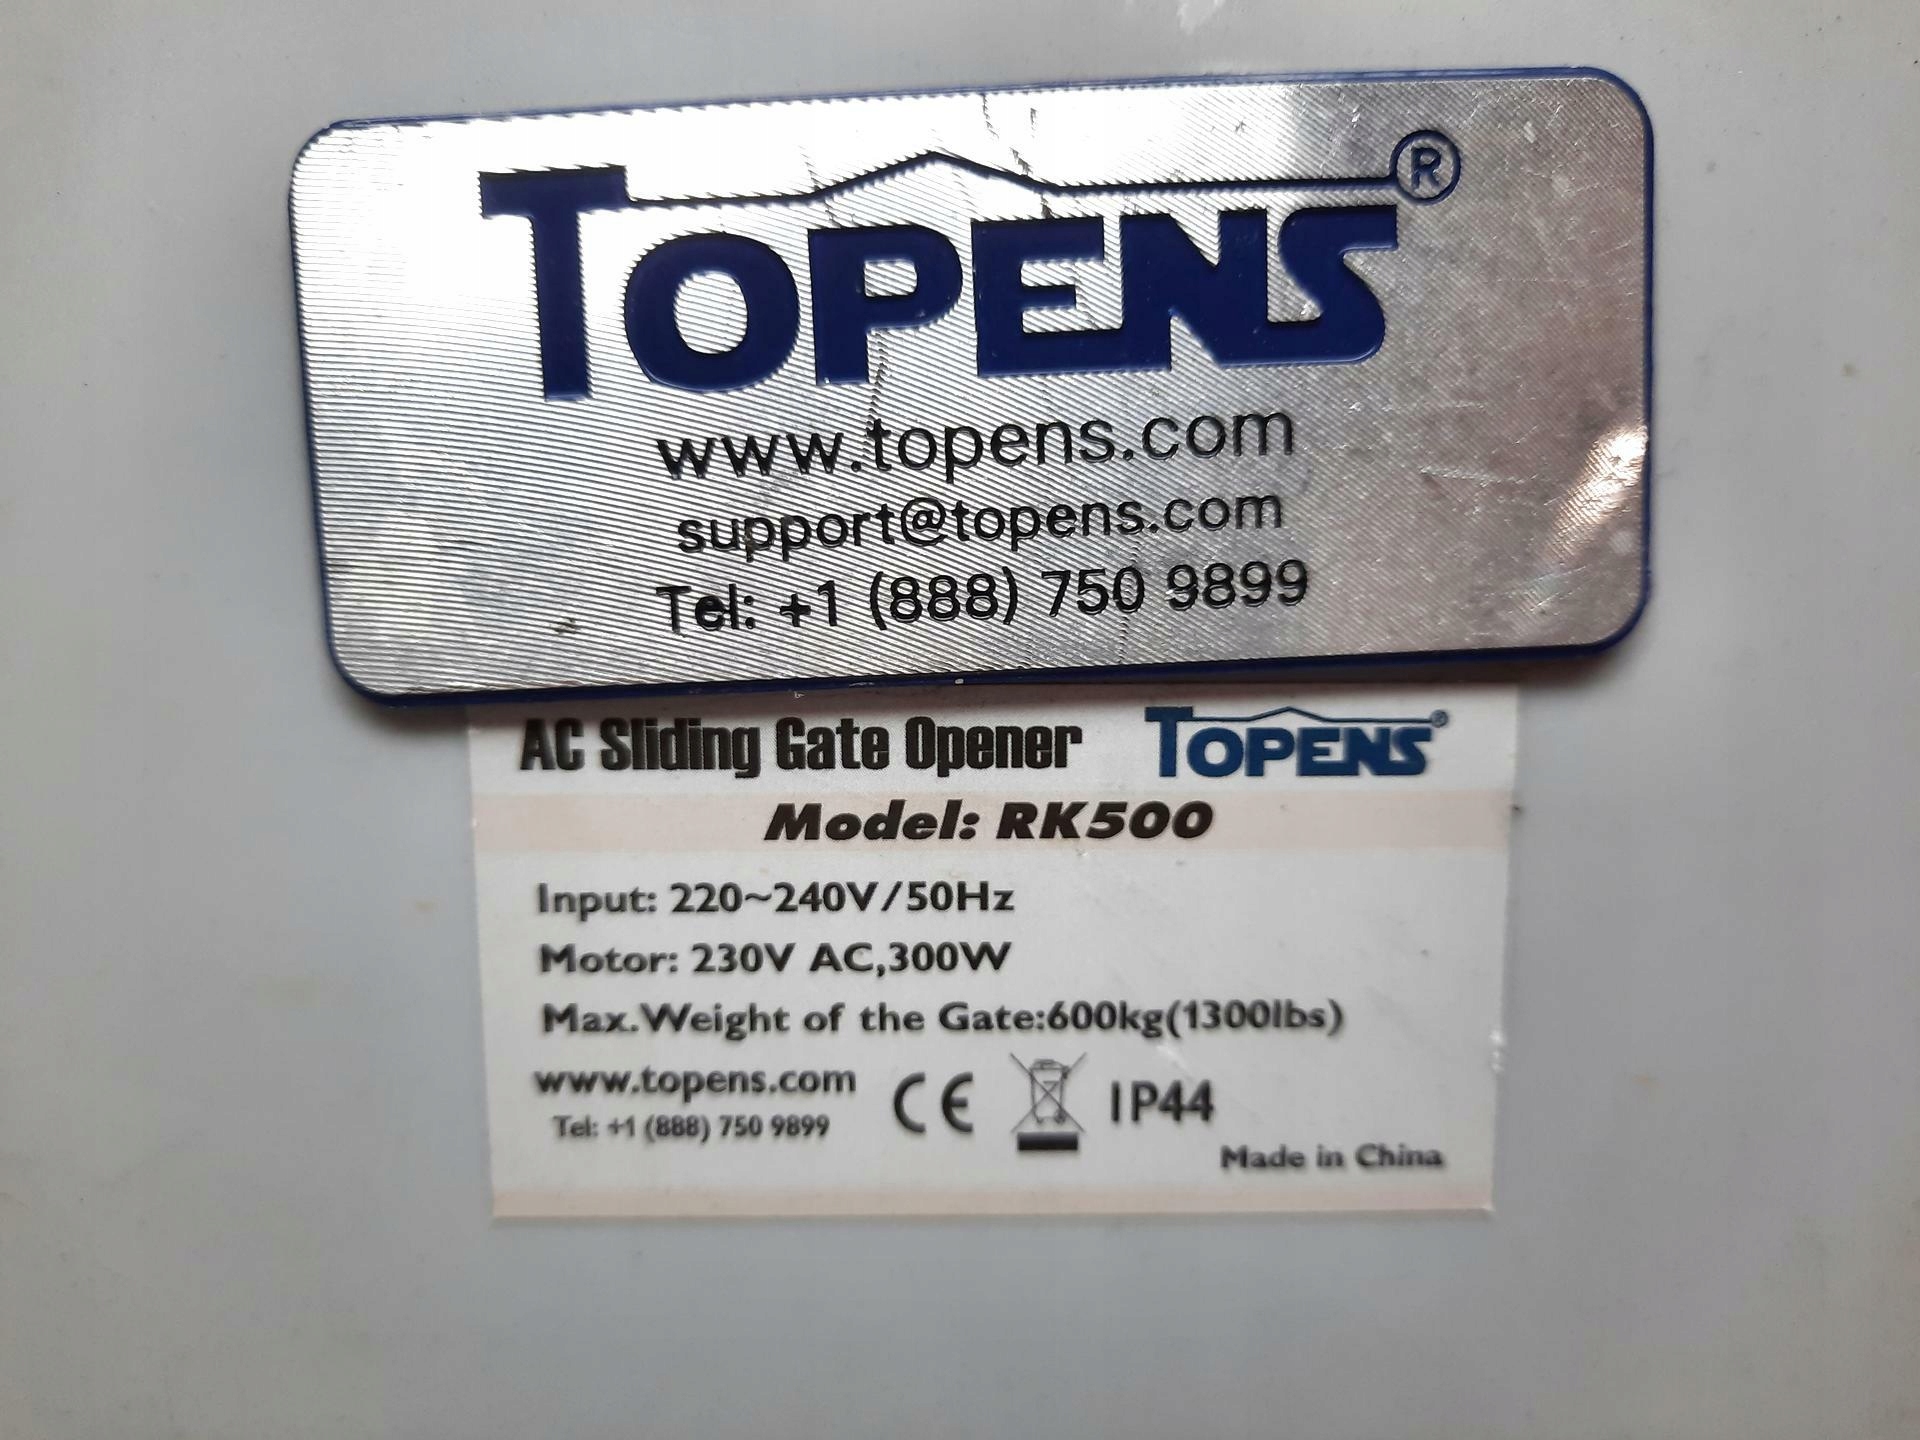 TOPENS®
www.topens.com
support@topens.com
Tel: +1 (888) 750 9899
AC Sliding Gate Opener TOPENS®
Model: RK500
Input: 220~240V/50Hz
Motor: 230V AC,300W
Max.Weight of the Gate:600kg(1300lbs)
www.topens.com CE IP44
Tel: +1 (888) 750 9899
Made in China